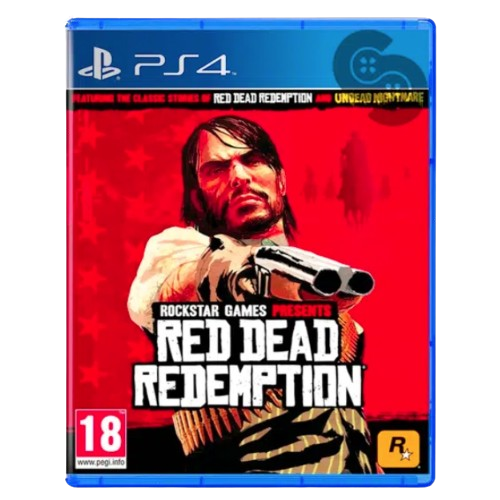 PS4
FEATURING THE CLASSIC STORIES OF RED DEAD REDEMPTION AND UNDEAD NIGHTMARE
ROCKSTAR GAMES PRESENTS
RED DEAD
REDEMPTION
18
www.pegi.info
R